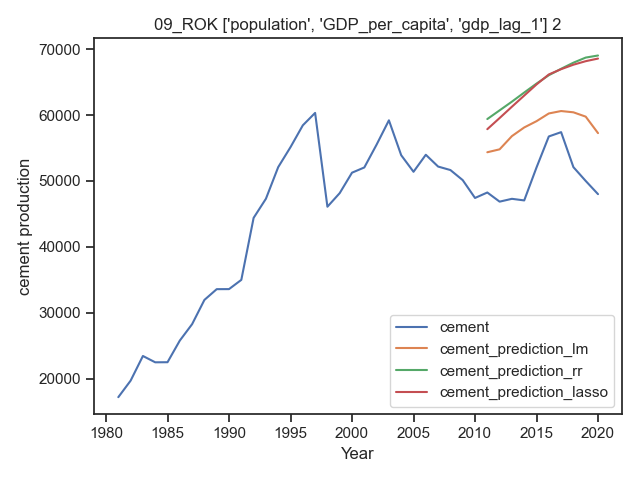 09_ROK ['population', 'GDP_per_capita', 'gdp_lag_1'] 2
70000
60000
50000
40000
30000
20000
cement production
1980 1985 1990 1995 2000 2005 2010 2015 2020
Year
cement
cement_prediction_lm
cement_prediction_rr
cement_prediction_lasso